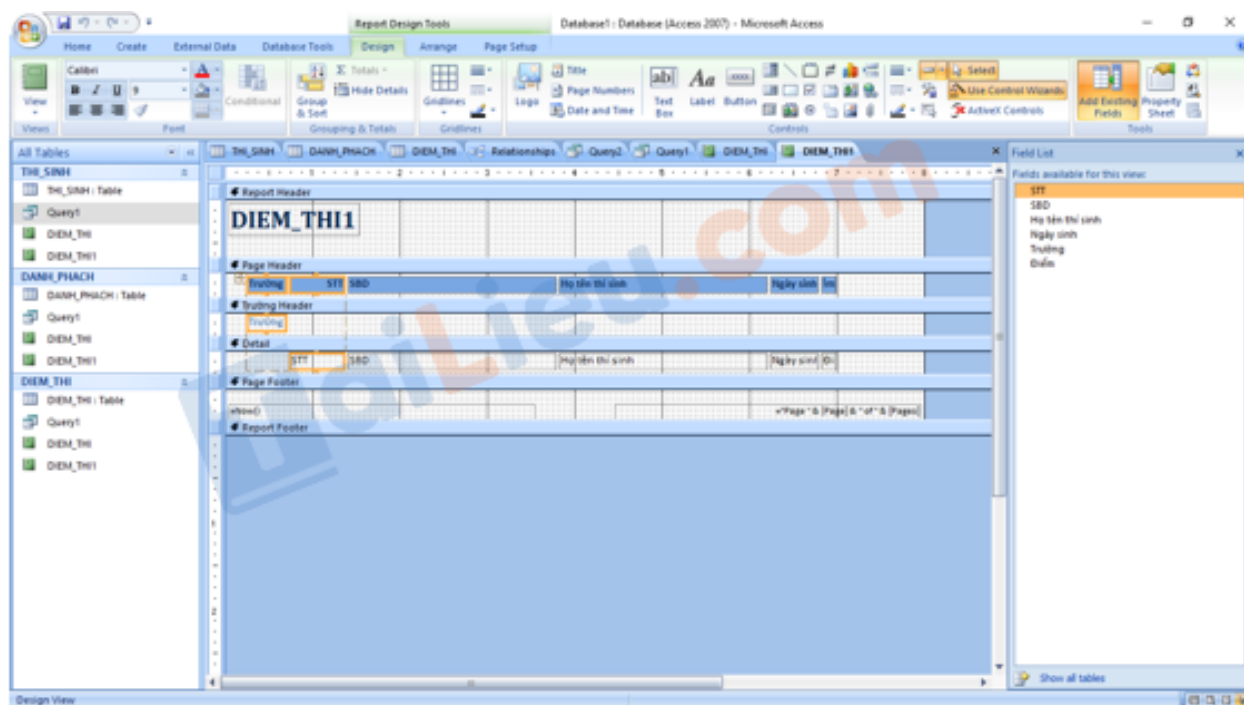 Report Design Tools
Database1 : Database (Access 2007) - Microsoft Access
Home Create External Data Database Tools Design Arrange Page Setup
Calibri
B I U 9
View
Views
Font
Conditional
Group & Sort
Σ Totals
Hide Details
Grouping & Totals
Gridlines
Gridlines
Logo
Title
Page Numbers
Date and Time
ab|
Text Box
Aa
Label
Button
Controls
Select
Use Control Wizards
ActiveX Controls
Add Existing Fields
Property Sheet
Tools
All Tables
THI_SINH
THI_SINH : Table
Query1
DIEM_THI
DIEM_THI1
DANH_PHACH
DANH_PHACH : Table
Query1
DIEM_THI
DIEM_THI1
DIEM_THI
DIEM_THI : Table
Query1
DIEM_THI
DIEM_THI1
THI_SINH DANH_PHACH DIEM_THI Relationships Query2 Query1 DIEM_THI DIEM_THI1
Report Header
DIEM_THI1
Page Header
Trường STT SBD Họ tên thí sinh Ngày sinh
Trường Header
Trường
Detail
STT SBD Họ tên thí sinh Ngày sinh
Page Footer
=Now() ="Page " & [Page] & " of " & [Pages]
Report Footer
Field List
Fields available for this view:
STT
SBD
Họ tên thí sinh
Ngày sinh
Trường
Điểm
Show all tables
Design View
TaiLieu.com